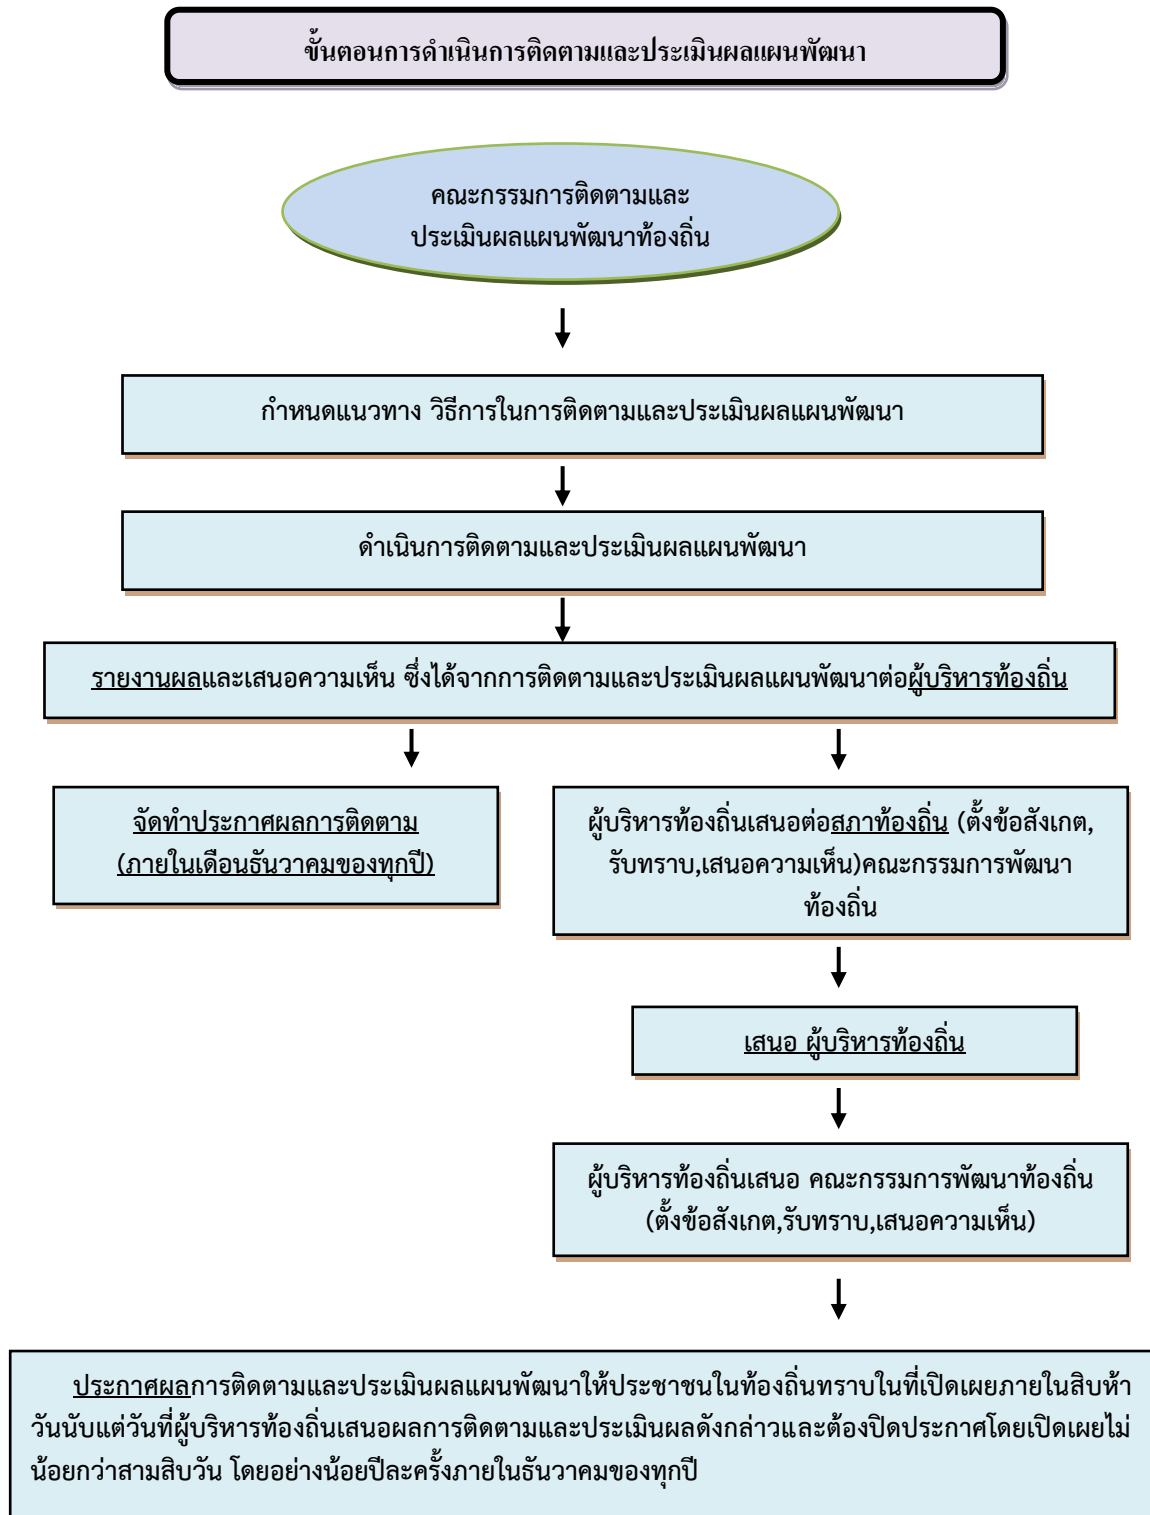 ขั้นตอนการดำเนินการติดตามและประเมินผลแผนพัฒนา
คณะกรรมการติดตามและ
ประเมินผลแผนพัฒนาท้องถิ่น
กำหนดแนวทาง วิธีการในการติดตามและประเมินผลแผนพัฒนา
ดำเนินการติดตามและประเมินผลแผนพัฒนา
รายงานผลและเสนอความเห็น ซึ่งได้จากการติดตามและประเมินผลแผนพัฒนาต่อผู้บริหารท้องถิ่น
จัดทำประกาศผลการติดตาม
(ภายในเดือนธันวาคมของทุกปี)
ผู้บริหารท้องถิ่นเสนอต่อสภาท้องถิ่น (ตั้งข้อสังเกต,
รับทราบ,เสนอความเห็น)คณะกรรมการพัฒนา
ท้องถิ่น
เสนอ ผู้บริหารท้องถิ่น
ผู้บริหารท้องถิ่นเสนอ คณะกรรมการพัฒนาท้องถิ่น
(ตั้งข้อสังเกต,รับทราบ,เสนอความเห็น)
ประกาศผลการติดตามและประเมินผลแผนพัฒนาให้ประชาชนในท้องถิ่นทราบในที่เปิดเผยภายในสิบห้า
วันนับแต่วันที่ผู้บริหารท้องถิ่นเสนอผลการติดตามและประเมินผลดังกล่าวและต้องปิดประกาศโดยเปิดเผยไม่
น้อยกว่าสามสิบวัน โดยอย่างน้อยปีละครั้งภายในธันวาคมของทุกปี